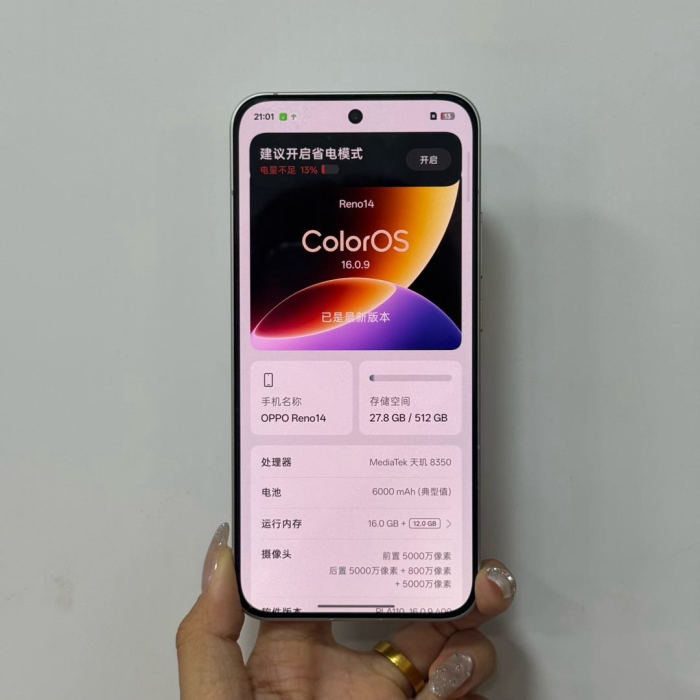 21:01
13
建议开启省电模式
电量不足 13%
开启
Reno14
ColorOS
16.0.9
已是最新版本
手机名称
OPPO Reno14
存储空间
27.8 GB / 512 GB
处理器 MediaTek 天玑 8350
电池 6000 mAh (典型值)
运行内存 16.0 GB + 12.0 GB
摄像头 前置 5000万像素
后置 5000万像素 + 800万像素
+ 5000万像素
软件版本